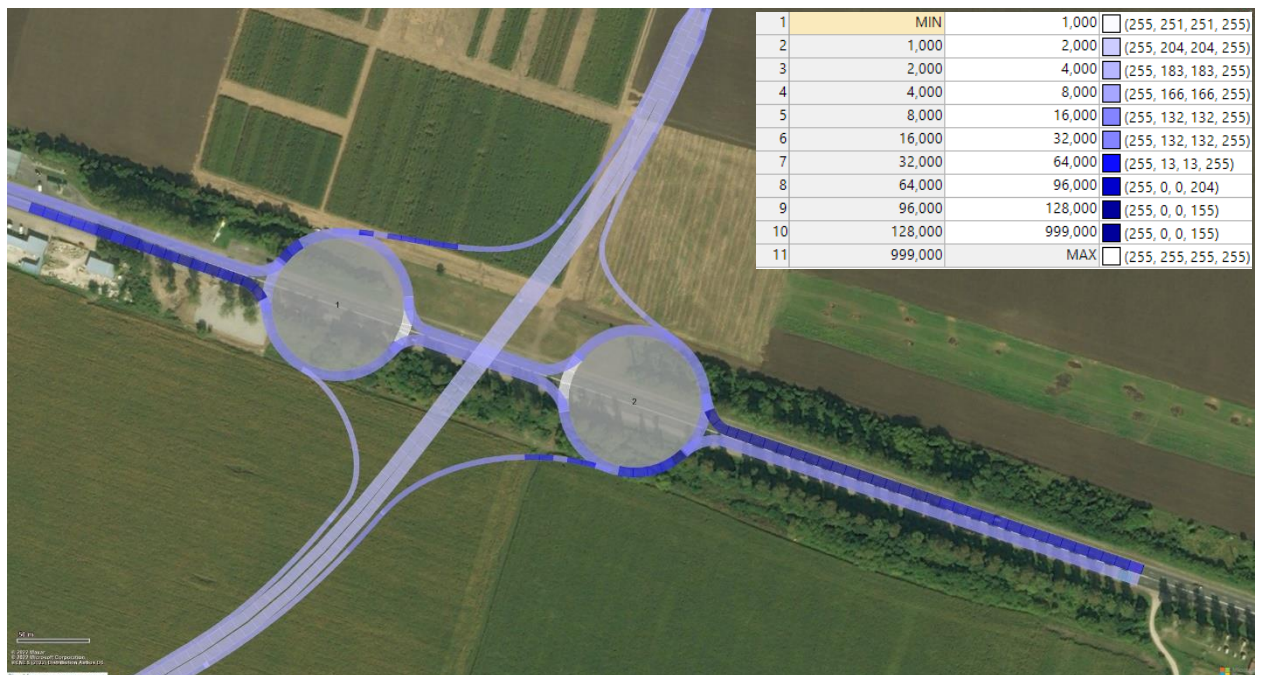 1 MIN 1,000 (255, 251, 251, 255)
2 1,000 2,000 (255, 204, 204, 255)
3 2,000 4,000 (255, 183, 183, 255)
4 4,000 8,000 (255, 166, 166, 255)
5 8,000 16,000 (255, 132, 132, 255)
6 16,000 32,000 (255, 132, 132, 255)
7 32,000 64,000 (255, 13, 13, 255)
8 64,000 96,000 (255, 0, 0, 204)
9 96,000 128,000 (255, 0, 0, 155)
10 128,000 999,000 (255, 0, 0, 155)
11 999,000 MAX (255, 255, 255, 255)
1
2
50 m
© 2022 Microsoft Corporation